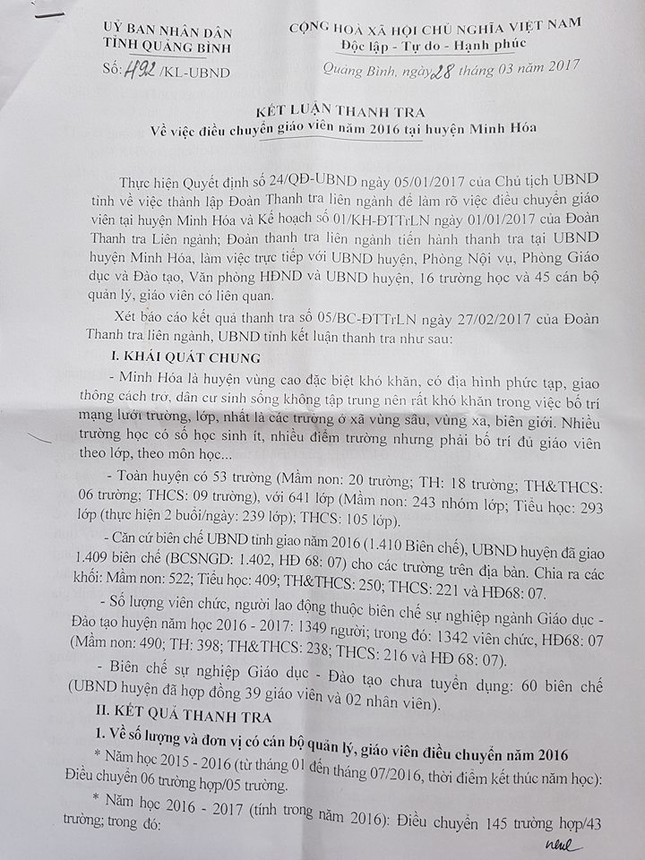 UỶ BAN NHÂN DÂN
TỈNH QUẢNG BÌNH
CỘNG HOÀ XÃ HỘI CHỦ NGHĨA VIỆT NAM
Độc lập - Tự do - Hạnh phúc
Số: 492 /KL-UBND
Quảng Bình, ngày 28 tháng 03 năm 2017
KẾT LUẬN THANH TRA
Về việc điều chuyển giáo viên năm 2016 tại huyện Minh Hóa
Thực hiện Quyết định số 24/QĐ-UBND ngày 05/01/2017 của Chủ tịch UBND
tỉnh về việc thành lập Đoàn Thanh tra liên ngành để làm rõ việc điều chuyển giáo
viên tại huyện Minh Hóa và Kế hoạch số 01/KH-ĐTTrLN ngày 01/01/2017 của Đoàn
Thanh tra Liên ngành; Đoàn thanh tra liên ngành tiến hành thanh tra tại UBND
huyện Minh Hóa, làm việc trực tiếp với UBND huyện, Phòng Nội vụ, Phòng Giáo
dục và Đào tạo, Văn phòng HĐND và UBND huyện, 16 trường học và 45 cán bộ
quản lý, giáo viên có liên quan.
Xét báo cáo kết quả thanh tra số 05/BC-ĐTTrLN ngày 27/02/2017 của Đoàn
Thanh tra liên ngành, UBND tỉnh kết luận thanh tra như sau:
I. KHÁI QUÁT CHUNG
- Minh Hóa là huyện vùng cao đặc biệt khó khăn, có địa hình phức tạp, giao
thông cách trở, dân cư sinh sống không tập trung nên rất khó khăn trong việc bố trí
mạng lưới trường, lớp, nhất là các trường ở xã vùng sâu, vùng xa, biên giới. Nhiều
trường học có số học sinh ít, nhiều điểm trường nhưng phải bố trí đủ giáo viên
theo lớp, theo môn học...
- Toàn huyện có 53 trường (Mầm non: 20 trường; TH: 18 trường; TH&THCS:
06 trường; THCS: 09 trường), với 641 lớp (Mầm non: 243 nhóm lớp; Tiểu học: 293
lớp (thực hiện 2 buổi/ngày: 239 lớp); THCS: 105 lớp).
- Căn cứ biên chế UBND tỉnh giao năm 2016 (1.410 Biên chế), UBND huyện đã giao
1.409 biên chế (BCSNGD: 1.402, HĐ 68: 07) cho các trường trên địa bàn. Chia ra các
khối: Mầm non: 522; Tiểu học: 409; TH&THCS: 250; THCS: 221 và HĐ68: 07.
- Số lượng viên chức, người lao động thuộc biên chế sự nghiệp ngành Giáo dục -
Đào tạo huyện năm học 2016 - 2017: 1349 người; trong đó: 1342 viên chức, HĐ68: 07
(Mầm non: 490; TH: 398; TH&THCS: 238; THCS: 216 và HĐ 68: 07).
- Biên chế sự nghiệp Giáo dục - Đào tạo chưa tuyển dụng: 60 biên chế
(UBND huyện đã hợp đồng 39 giáo viên và 02 nhân viên).
II. KẾT QUẢ THANH TRA
1. Về số lượng và đơn vị có cán bộ quản lý, giáo viên điều chuyển năm 2016
* Năm học 2015 - 2016 (từ tháng 01 đến tháng 07/2016, thời điểm kết thúc năm học):
Điều chuyển 06 trường hợp/05 trường.
* Năm học 2016 - 2017 (tính trong năm 2016): Điều chuyển 145 trường hợp/43
trường; trong đó: